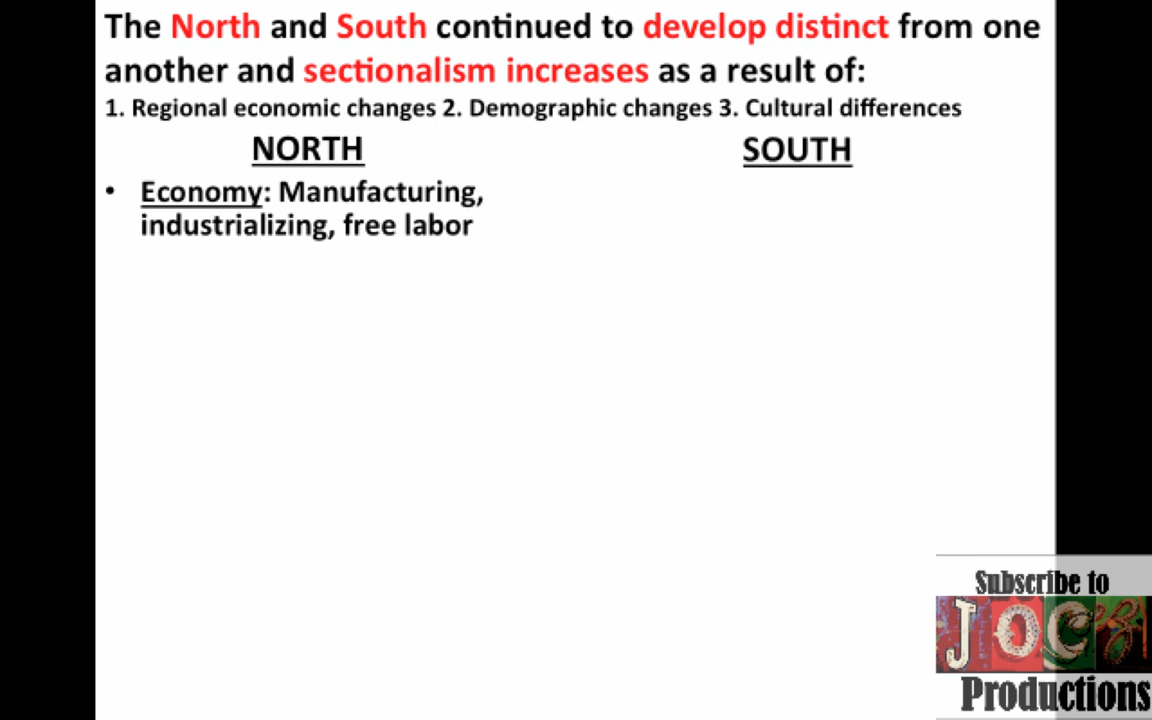 The North and South continued to develop distinct from one
another and sectionalism increases as a result of:
1. Regional economic changes 2. Demographic changes 3. Cultural differences
NORTH
SOUTH
• Economy: Manufacturing,
industrializing, free labor
Subscribe to
JOCZ
Productions